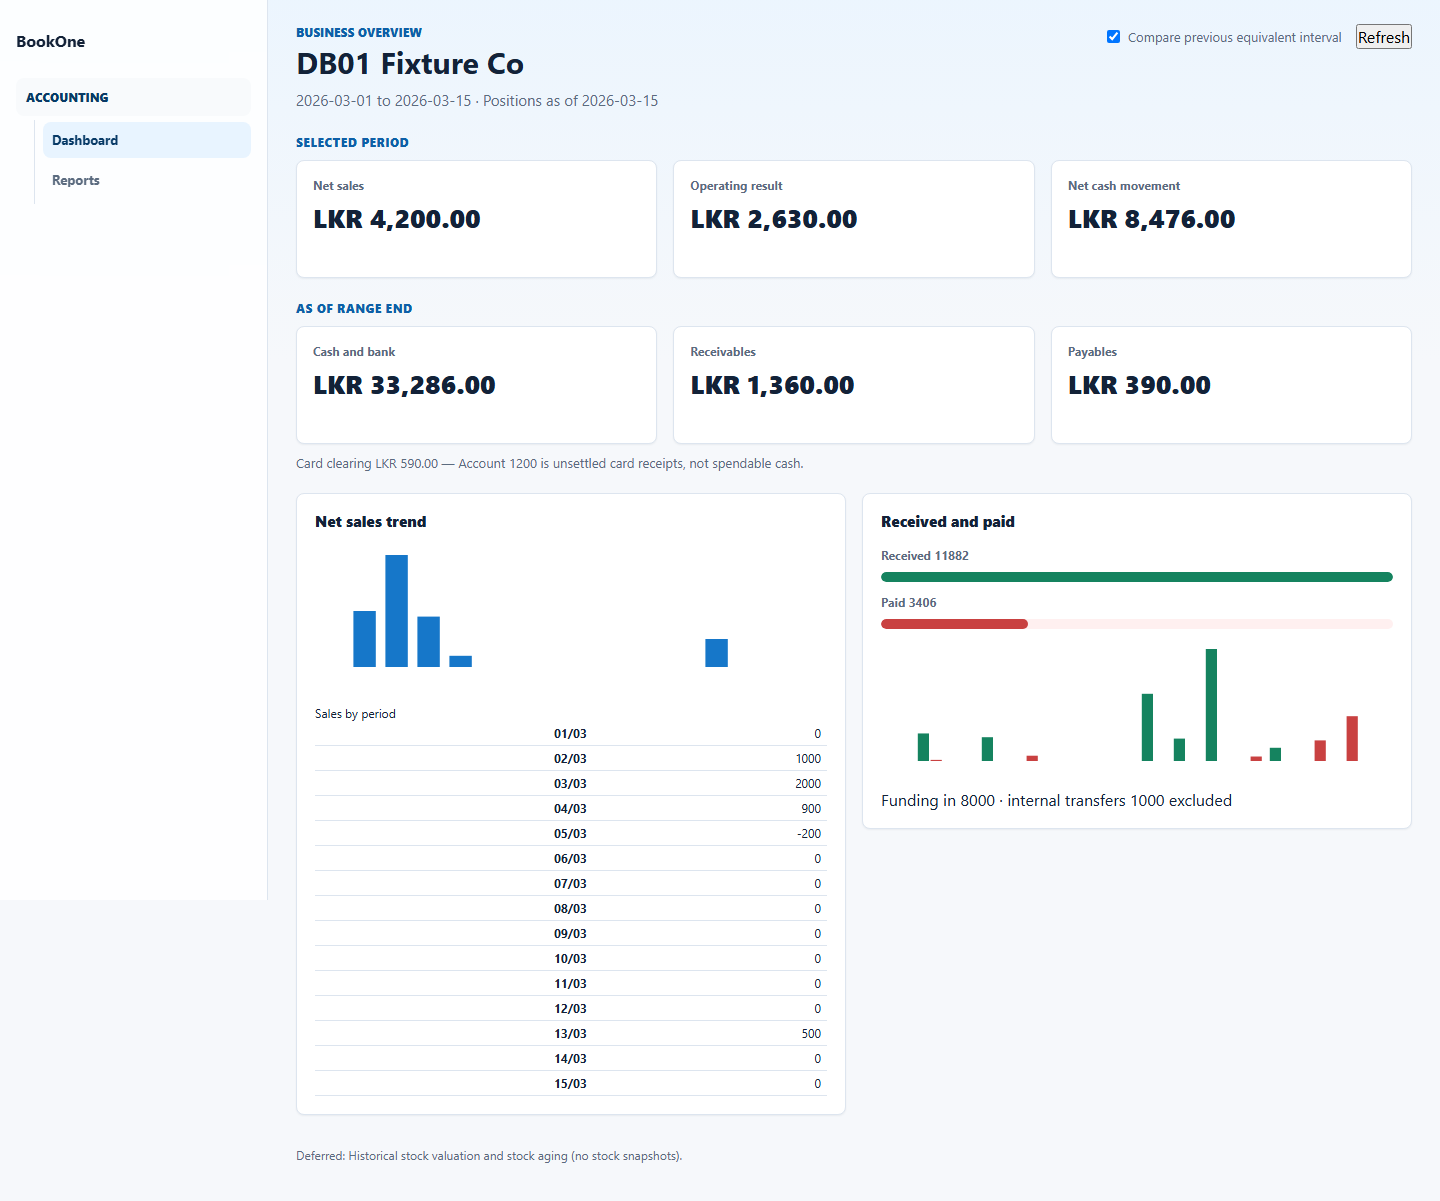 BookOne
ACCOUNTING
Dashboard
Reports
BUSINESS OVERVIEW
DB01 Fixture Co
2026-03-01 to 2026-03-15 · Positions as of 2026-03-15
Compare previous equivalent interval
Refresh
SELECTED PERIOD
Net sales
LKR 4,200.00
Operating result
LKR 2,630.00
Net cash movement
LKR 8,476.00
AS OF RANGE END
Cash and bank
LKR 33,286.00
Receivables
LKR 1,360.00
Payables
LKR 390.00
Card clearing LKR 590.00 — Account 1200 is unsettled card receipts, not spendable cash.
Net sales trend
Sales by period
01/03 0
02/03 1000
03/03 2000
04/03 900
05/03 -200
06/03 0
07/03 0
08/03 0
09/03 0
10/03 0
11/03 0
12/03 0
13/03 500
14/03 0
15/03 0
Received and paid
Received 11882
Paid 3406
Funding in 8000 · internal transfers 1000 excluded
Deferred: Historical stock valuation and stock aging (no stock snapshots).